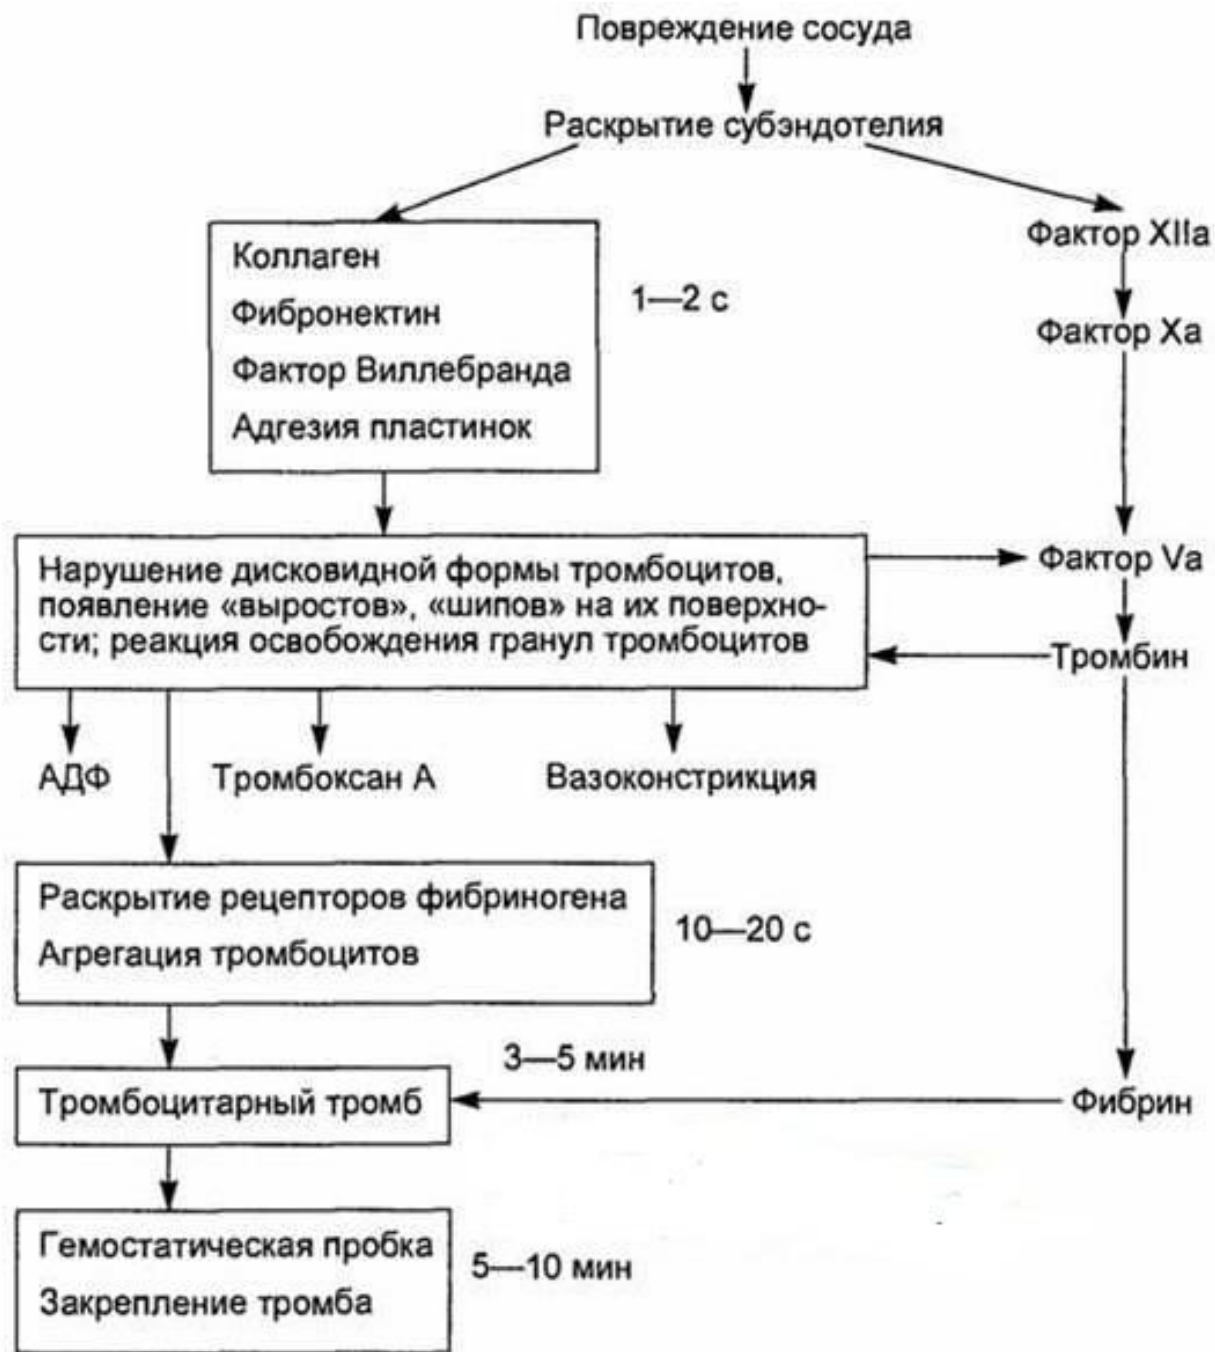 Повреждение сосуда
Раскрытие субэндотелия
Коллаген
Фибронектин
Фактор Виллебранда
Адгезия пластинок
1—2 с
Фактор XIIa
Фактор Xa
Нарушение дисковидной формы тромбоцитов,
появление «выростов», «шипов» на их поверхно-
сти; реакция освобождения гранул тромбоцитов
Фактор Va
Тромбин
АДФ
Тромбоксан А
Вазоконстрикция
Раскрытие рецепторов фибриногена
Агрегация тромбоцитов
10—20 с
3—5 мин
Тромбоцитарный тромб
Фибрин
Гемостатическая пробка
Закрепление тромба
5—10 мин